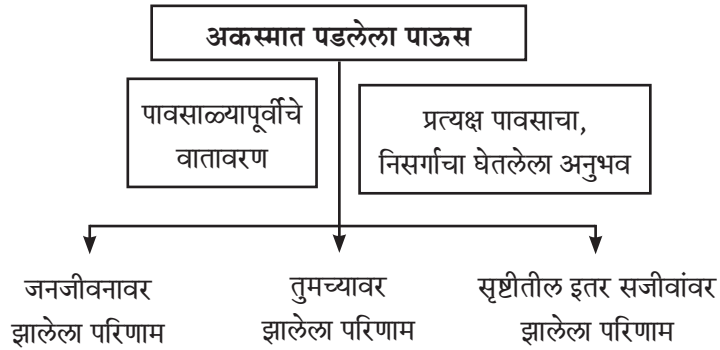 अकस्मात पडलेला पाऊस
पावसाळ्यापूर्वीचे
वातावरण
प्रत्यक्ष पावसाचा,
निसर्गाचा घेतलेला अनुभव
जनजीवनावर
झालेला परिणाम
तुमच्यावर
झालेला परिणाम
सृष्टीतील इतर सजीवांवर
झालेला परिणाम